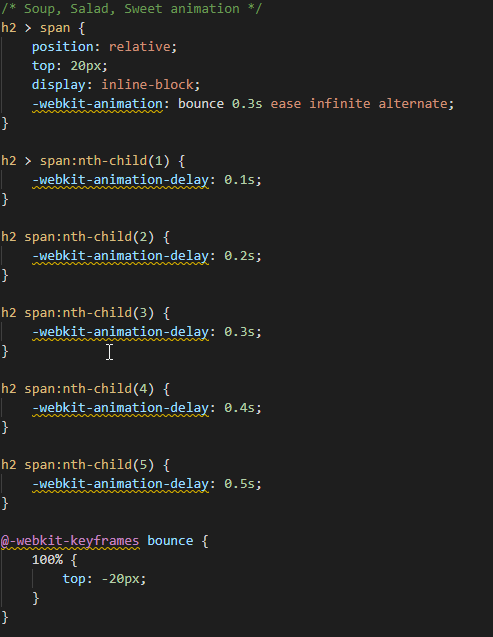 /* Soup, Salad, Sweet animation */
h2 > span {
    position: relative;
    top: 20px;
    display: inline-block;
    -webkit-animation: bounce 0.3s ease infinite alternate;
}

h2 > span:nth-child(1) {
    -webkit-animation-delay: 0.1s;
}

h2 span:nth-child(2) {
    -webkit-animation-delay: 0.2s;
}

h2 span:nth-child(3) {
    -webkit-animation-delay: 0.3s;
}

h2 span:nth-child(4) {
    -webkit-animation-delay: 0.4s;
}

h2 span:nth-child(5) {
    -webkit-animation-delay: 0.5s;
}

@-webkit-keyframes bounce {
    100% {
        top: -20px;
    }
}